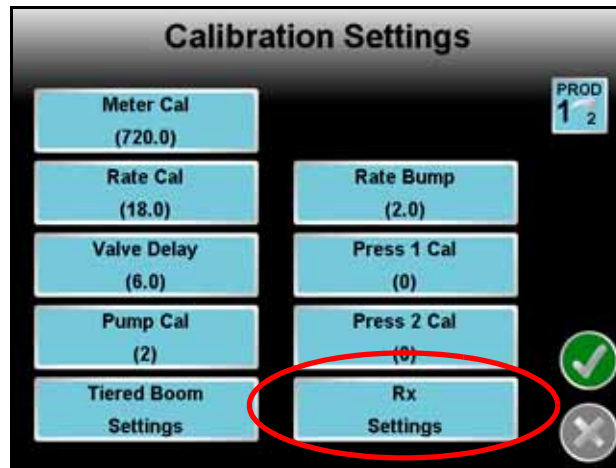 Calibration Settings
PROD
1 2
Meter Cal
(720.0)
Rate Cal
(18.0)
Rate Bump
(2.0)
Valve Delay
(6.0)
Press 1 Cal
(0)
Pump Cal
(2)
Press 2 Cal
(0)
Tiered Boom
Settings
Rx
Settings